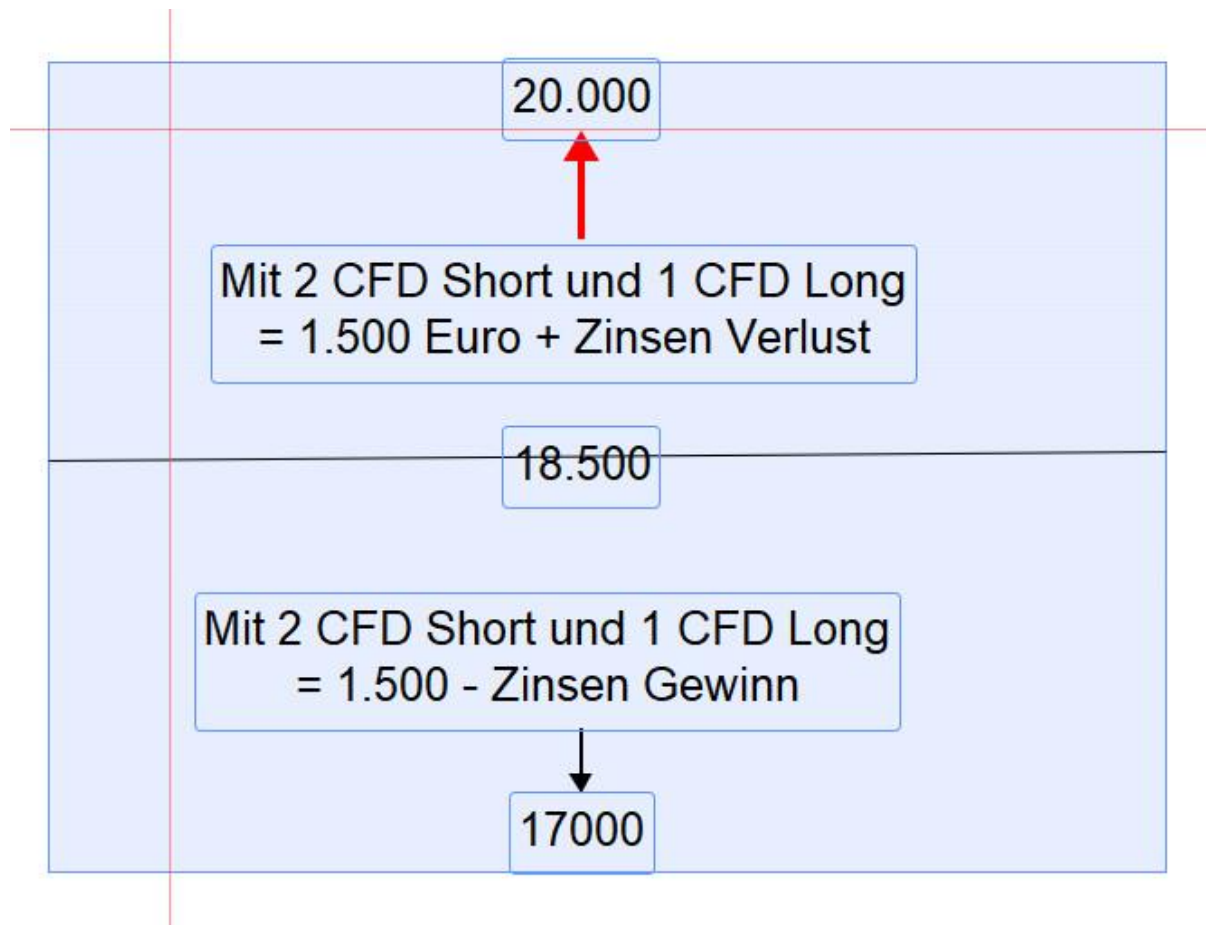 20.000
Mit 2 CFD Short und 1 CFD Long
= 1.500 Euro + Zinsen Verlust
18.500
Mit 2 CFD Short und 1 CFD Long
= 1.500 - Zinsen Gewinn
17000